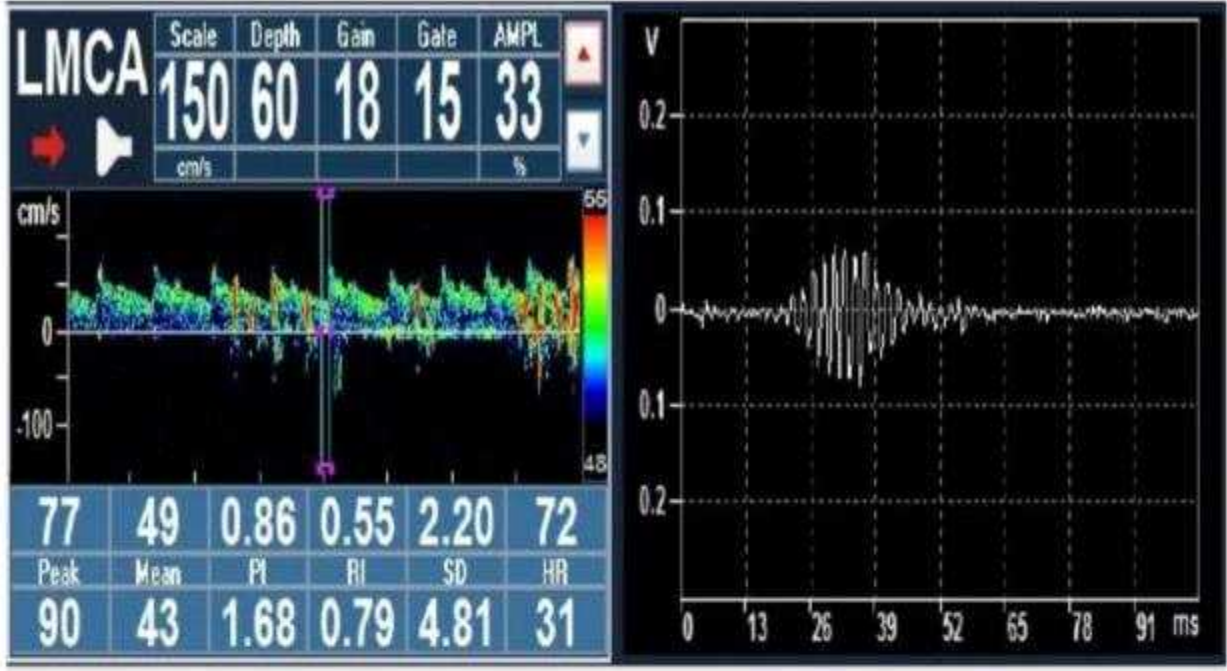 LMCA
Scale Depth Gain Gate AMPL
150 60 18 15 33
cm/s %
cm/s
55
0
-100
48
77 49 0.86 0.55 2.20 72
Peak Mean PI RI SD HR
90 43 1.68 0.79 4.81 31
V
0.2
0.1
0
0.1
0.2
0 13 26 39 52 65 78 91 ms